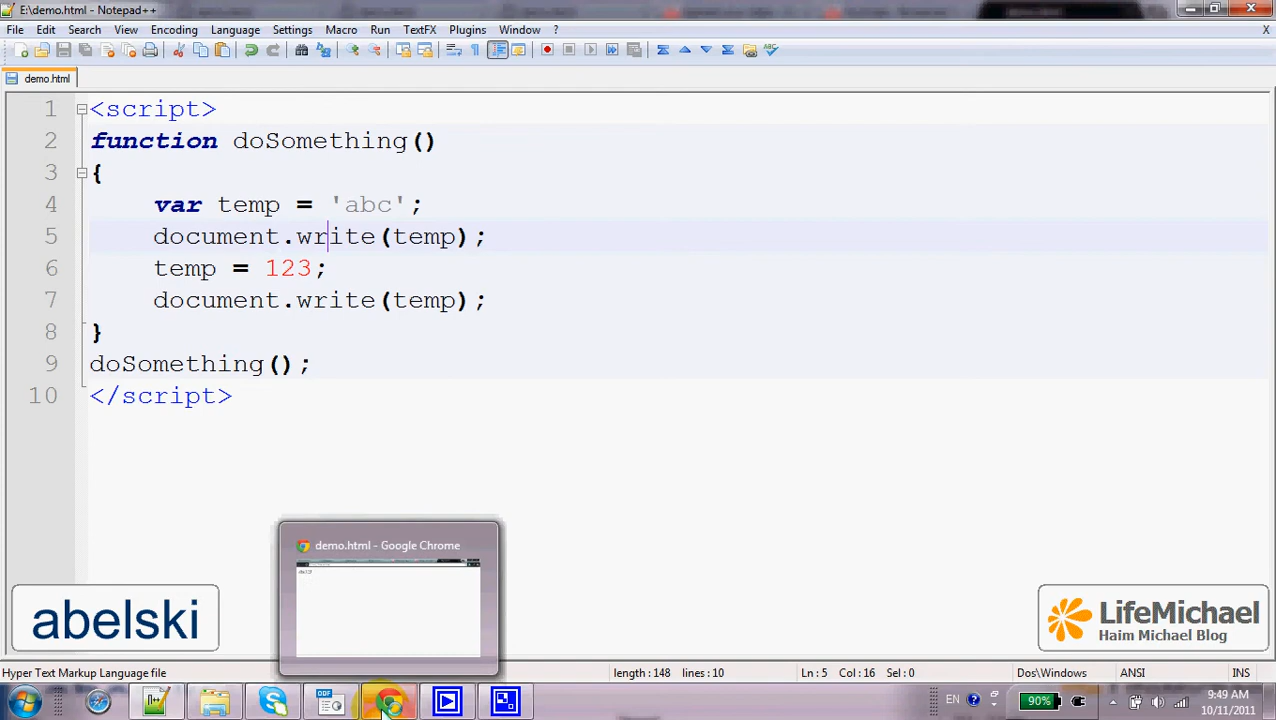 E:\demo.html - Notepad++
File Edit Search View Encoding Language Settings Macro Run TextFX Plugins Window ? X
demo.html
1 <script>
2 function doSomething()
3 {
4 var temp = 'abc';
5 document.write(temp);
6 temp = 123;
7 document.write(temp);
8 }
9 doSomething();
10 </script>
demo.html - Google Chrome
abelski
LifeMichael
Haim Michael Blog
Hyper Text Markup Language file length : 148 lines : 10 Ln : 5 Col : 16 Sel : 0 Dos\Windows ANSI INS
EN 90% 9:49 AM
10/11/2011